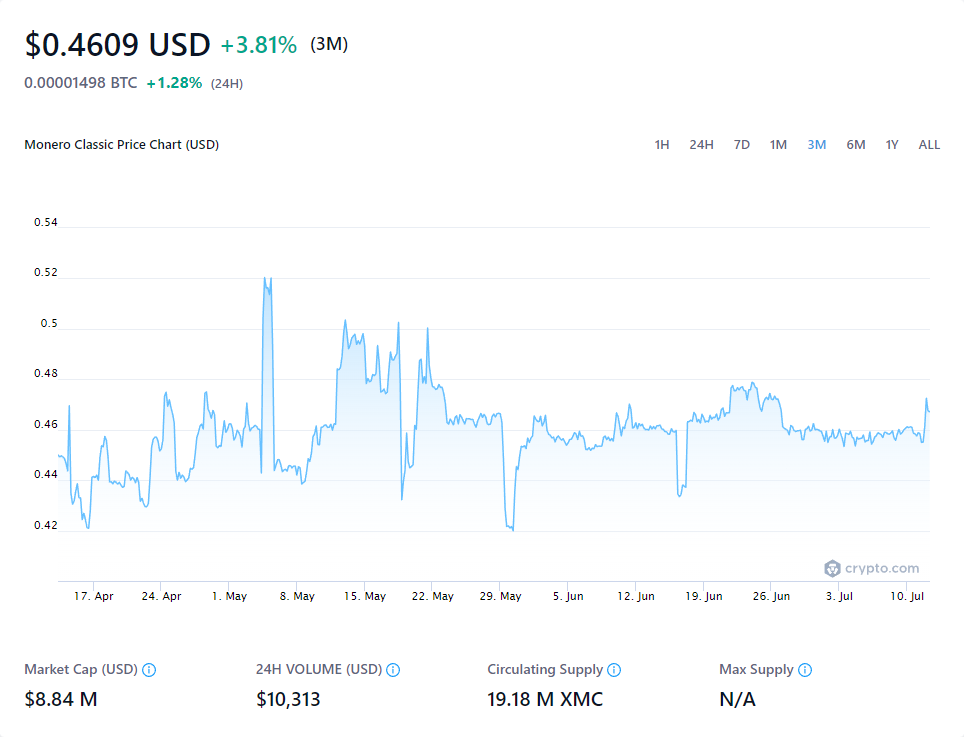 $0.4609 USD +3.81% (3M)
0.00001498 BTC +1.28% (24H)
Monero Classic Price Chart (USD)
1H 24H 7D 1M 3M 6M 1Y ALL
0.54
0.52
0.5
0.48
0.46
0.44
0.42
crypto.com
17. Apr 24. Apr 1. May 8. May 15. May 22. May 29. May 5. Jun 12. Jun 19. Jun 26. Jun 3. Jul 10. Jul
Market Cap (USD) 24H VOLUME (USD) Circulating Supply Max Supply
$8.84 M $10,313 19.18 M XMC N/A